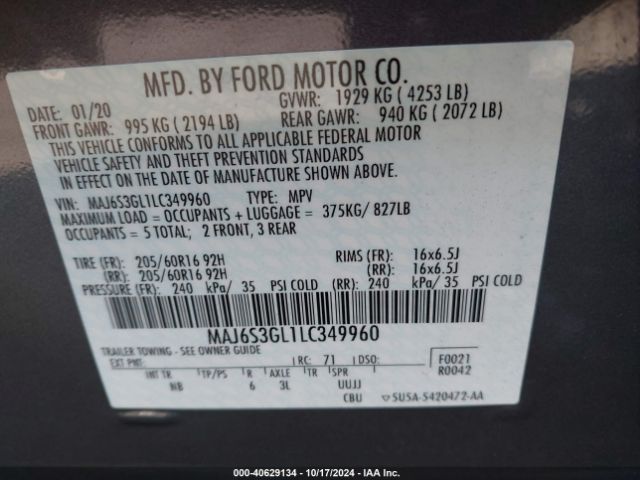 MFD. BY FORD MOTOR CO.
DATE: 01/20 GVWR: 1929 KG ( 4253 LB)
FRONT GAWR: 995 KG ( 2194 LB) REAR GAWR: 940 KG ( 2072 LB)
THIS VEHICLE CONFORMS TO ALL APPLICABLE FEDERAL MOTOR
VEHICLE SAFETY AND THEFT PREVENTION STANDARDS
IN EFFECT ON THE DATE OF MANUFACTURE SHOWN ABOVE.
VIN: MAJ6S3GL1LC349960 TYPE: MPV
MAXIMUM LOAD = OCCUPANTS + LUGGAGE = 375KG/ 827LB
OCCUPANTS = 5 TOTAL; 2 FRONT, 3 REAR
TIRE (FR): 205/60R16 92H RIMS (FR): 16x6.5J
(RR): 205/60R16 92H (RR): 16x6.5J
PRESSURE (FR): 240 kPa/ 35 PSI COLD (RR): 240 kPa/ 35 PSI COLD
MAJ6S3GL1LC349960
TRAILER TOWING - SEE OWNER GUIDE
EXT PNT: RC: 71 DSO: F0021
R0042
INT TR TP/PS R AXLE TR SPR
NB 6 3L UUJJ
CBU 5U5A-5420472-AA
000-40629134 - 10/17/2024 - IAA Inc.